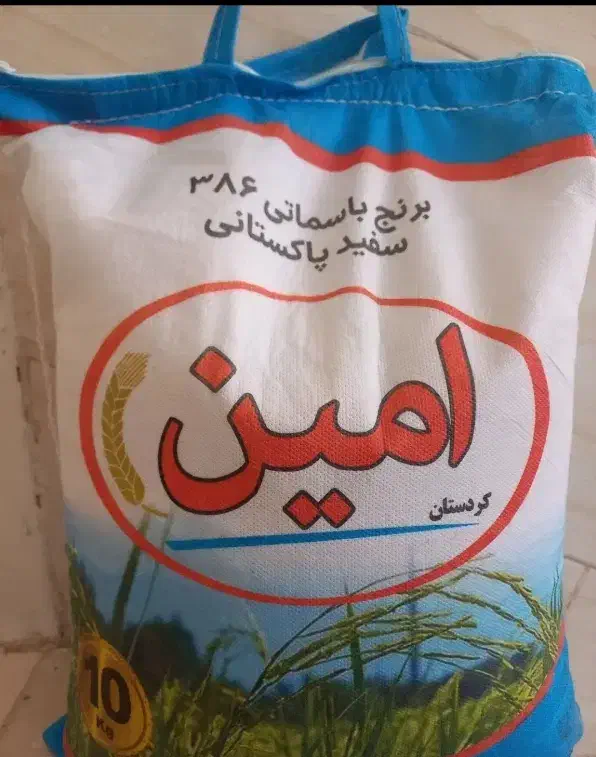 برنج باسماتی ۳۸۶
سفید پاکستانی
امین
کردستان
10
KG